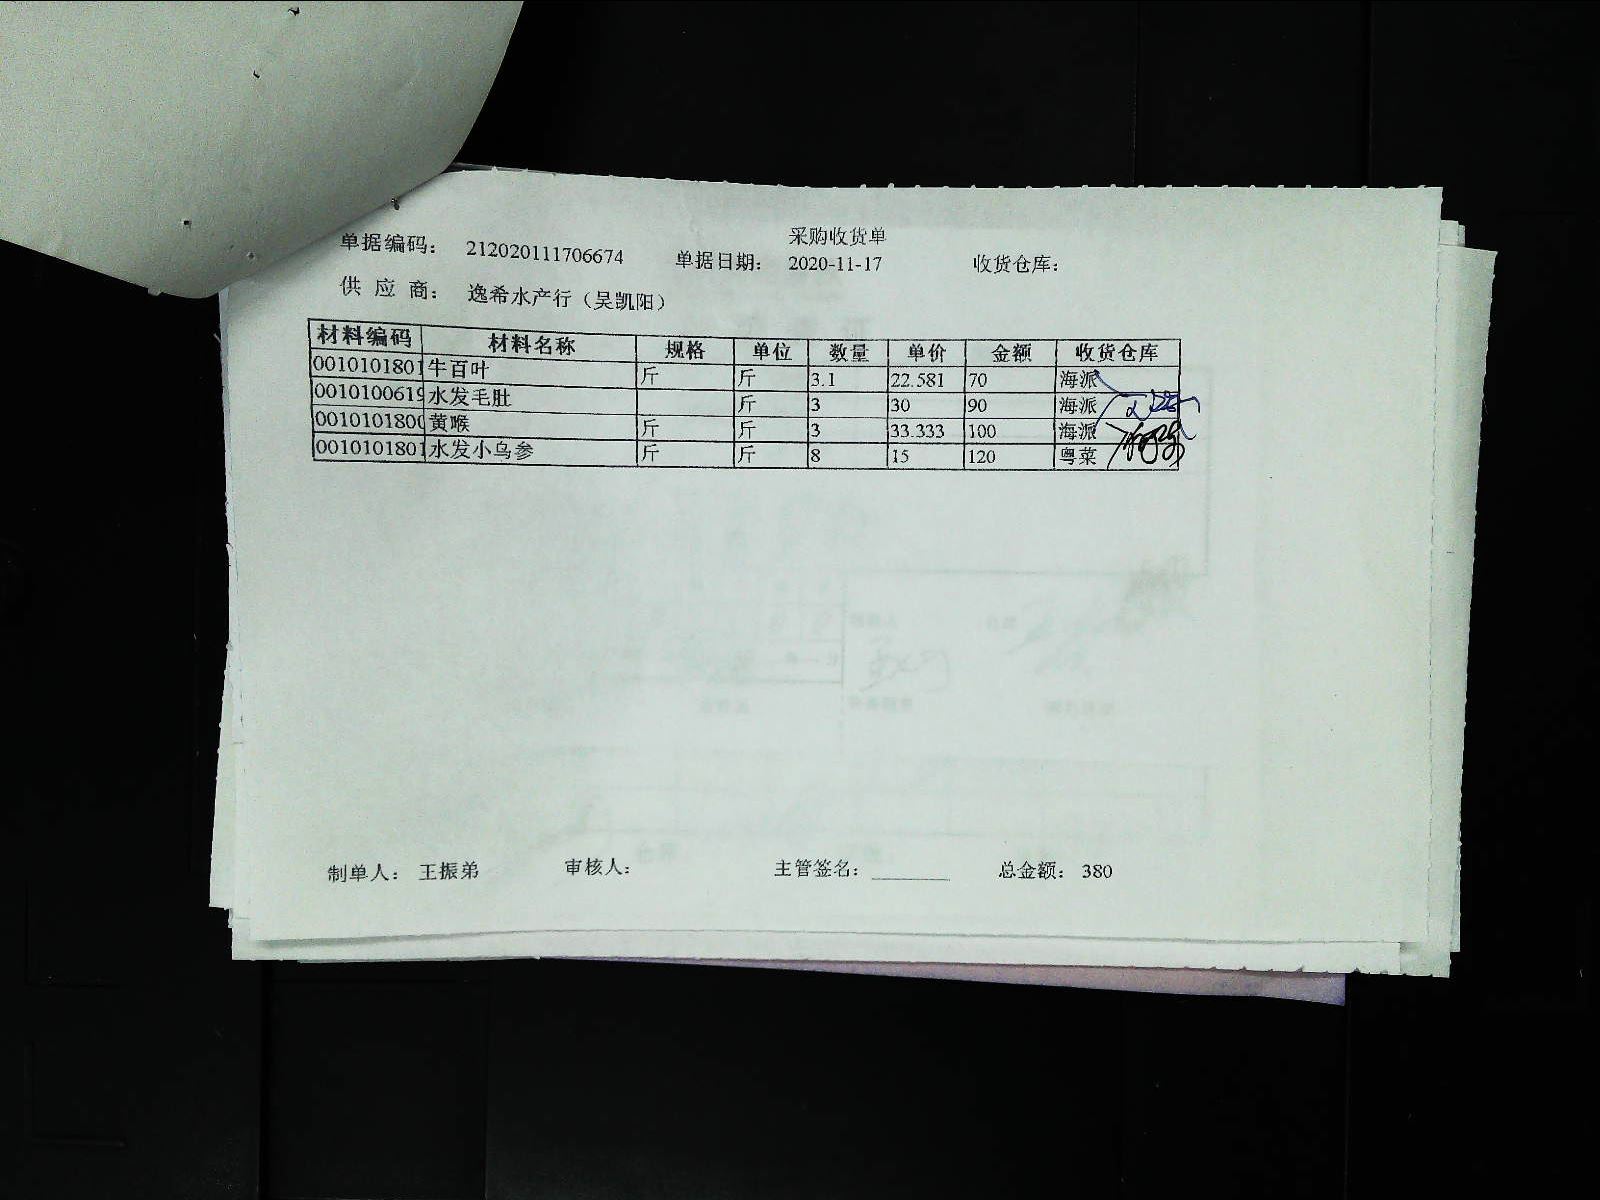 采购收货单
单据编码： 212020111706674 单据日期： 2020-11-17 收货仓库：
供 应 商： 逸希水产行（吴凯阳）
材料编码 材料名称 规格 单位 数量 单价 金额 收货仓库
0010101801 牛百叶 斤 斤 3.1 22.581 70 海派
0010100619 水发毛肚 斤 3 30 90 海派
0010101800 黄喉 斤 斤 3 33.333 100 海派
0010101801 水发小乌参 斤 斤 8 15 120 粤菜
制单人： 王振弟 审核人： 主管签名： 总金额： 380